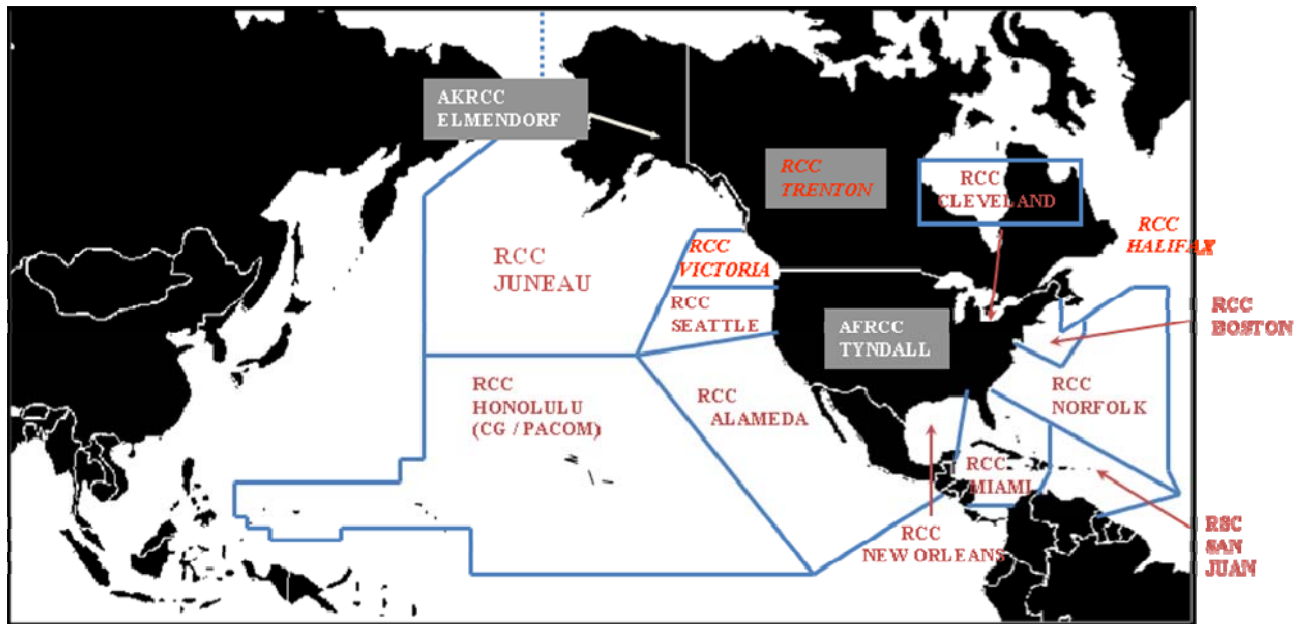 AKRCC
ELMENDORF
RCC
TRENTON
RCC
CLEVELAND
RCC
HALIFAX
RCC
JUNEAU
RCC
VICTORIA
RCC
SEATTLE
AFRCC
TYNDALL
RCC
BOSTON
RCC
HONOLULU
(CG / PACOM)
RCC
ALAMEDA
RCC
NORFOLK
RCC
MIAMI
RCC
NEW ORLEANS
RSC
SAN
JUAN